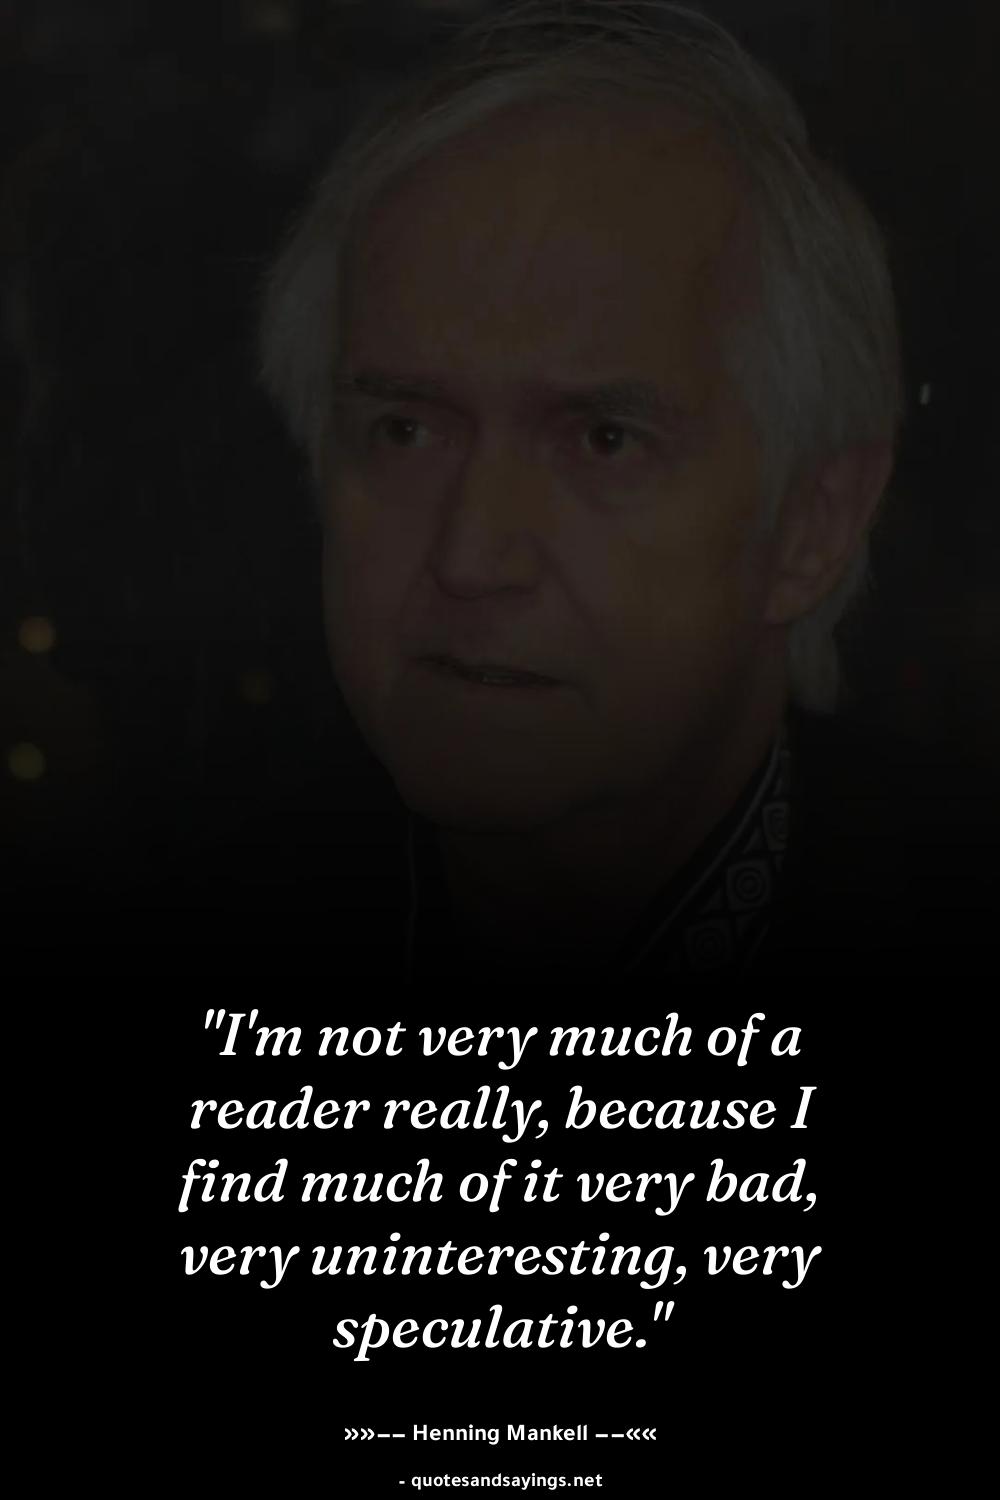 "I'm not very much of a
reader really, because I
find much of it very bad,
very uninteresting, very
speculative."
»»–– Henning Mankell ––««
- quotesandsayings.net